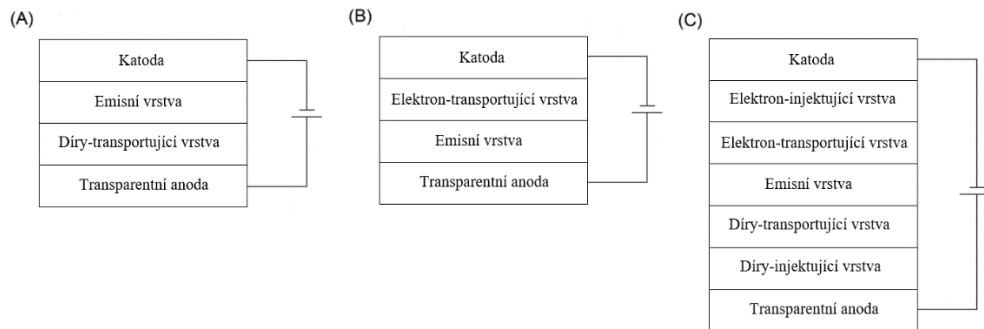 (A)
Katoda
Emisní vrstva
Díry-transportující vrstva
Transparentní anoda
(B)
Katoda
Elektron-transportující vrstva
Emisní vrstva
Transparentní anoda
(C)
Katoda
Elektron-injektující vrstva
Elektron-transportující vrstva
Emisní vrstva
Díry-transportující vrstva
Díry-injektující vrstva
Transparentní anoda